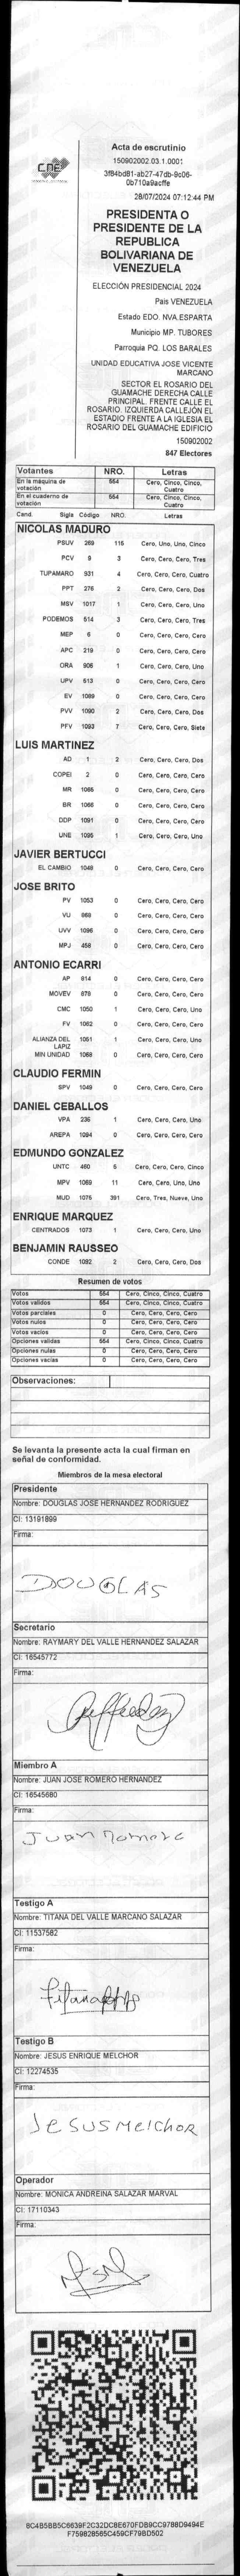 CNE
Acta de escrutinio
150902002.03.1.0001
3f84bd81-ab27-47db-9c06-
0b710a9acffe
28/07/2024 07:12:44 PM
PRESIDENTA O
PRESIDENTE DE LA
REPUBLICA
BOLIVARIANA DE
VENEZUELA
ELECCIÓN PRESIDENCIAL 2024
Pais VENEZUELA
Estado EDO. NVA.ESPARTA
Municipio MP. TUBORES
Parroquia PQ. LOS BARALES
UNIDAD EDUCATIVA JOSE VICENTE
MARCANO
SECTOR EL ROSARIO DEL
GUAMACHE DERECHA CALLE
PRINCIPAL. FRENTE CALLE EL
ROSARIO. IZQUIERDA CALLEJÓN EL
ESTADIO FRENTE A LA IGLESIA EL
ROSARIO DEL GUAMACHE EDIFICIO
150902002
847 Electores
Votantes NRO. Letras
En la máquina de votación 554 Cero, Cinco, Cinco, Cuatro
En el cuaderno de votación 554 Cero, Cinco, Cinco, Cuatro
Cand. Sigla Código NRO. Letras
NICOLAS MADURO
PSUV 269 115 Cero, Uno, Uno, Cinco
PCV 9 3 Cero, Cero, Cero, Tres
TUPAMARO 931 4 Cero, Cero, Cero, Cuatro
PPT 276 2 Cero, Cero, Cero, Dos
MSV 1017 1 Cero, Cero, Cero, Uno
PODEMOS 514 3 Cero, Cero, Cero, Tres
MEP 6 0 Cero, Cero, Cero, Cero
APC 219 0 Cero, Cero, Cero, Cero
ORA 906 1 Cero, Cero, Cero, Uno
UPV 513 0 Cero, Cero, Cero, Cero
EV 1089 0 Cero, Cero, Cero, Cero
PVV 1090 2 Cero, Cero, Cero, Dos
PFV 1093 7 Cero, Cero, Cero, Siete
LUIS MARTINEZ
AD 1 2 Cero, Cero, Cero, Dos
COPEI 2 0 Cero, Cero, Cero, Cero
MR 1065 0 Cero, Cero, Cero, Cero
BR 1066 0 Cero, Cero, Cero, Cero
DDP 1091 0 Cero, Cero, Cero, Cero
UNE 1095 1 Cero, Cero, Cero, Uno
JAVIER BERTUCCI
EL CAMBIO 1048 0 Cero, Cero, Cero, Cero
JOSE BRITO
PV 1053 0 Cero, Cero, Cero, Cero
VU 969 0 Cero, Cero, Cero, Cero
UVV 1096 0 Cero, Cero, Cero, Cero
MPJ 458 0 Cero, Cero, Cero, Cero
ANTONIO ECARRI
AP 814 0 Cero, Cero, Cero, Cero
MOVEV 878 0 Cero, Cero, Cero, Cero
CMC 1050 1 Cero, Cero, Cero, Uno
FV 1062 0 Cero, Cero, Cero, Cero
ALIANZA DEL LAPIZ 1051 1 Cero, Cero, Cero, Uno
MIN UNIDAD 1068 0 Cero, Cero, Cero, Cero
CLAUDIO FERMIN
SPV 1049 0 Cero, Cero, Cero, Cero
DANIEL CEBALLOS
VPA 236 1 Cero, Cero, Cero, Uno
AREPA 1094 0 Cero, Cero, Cero, Cero
EDMUNDO GONZALEZ
UNTC 460 5 Cero, Cero, Cero, Cinco
MPV 1069 11 Cero, Cero, Uno, Uno
MUD 1075 391 Cero, Tres, Nueve, Uno
ENRIQUE MARQUEZ
CENTRADOS 1073 1 Cero, Cero, Cero, Uno
BENJAMIN RAUSSEO
CONDE 1092 2 Cero, Cero, Cero, Dos
Resumen de votos
Votos 554 Cero, Cinco, Cinco, Cuatro
Votos validos 554 Cero, Cinco, Cinco, Cuatro
Votos parciales 0 Cero, Cero, Cero, Cero
Votos nulos 0 Cero, Cero, Cero, Cero
Votos vacios 0 Cero, Cero, Cero, Cero
Opciones validas 554 Cero, Cinco, Cinco, Cuatro
Opciones nulas 0 Cero, Cero, Cero, Cero
Opciones vacias 0 Cero, Cero, Cero, Cero
Observaciones:
Se levanta la presente acta la cual firman en
señal de conformidad.
Miembros de la mesa electoral
Presidente
Nombre: DOUGLAS JOSE HERNANDEZ RODRIGUEZ
CI: 13191899
Firma:
DOUGLAS
Secretario
Nombre: RAYMARY DEL VALLE HERNANDEZ SALAZAR
CI: 16545772
Firma:
Miembro A
Nombre: JUAN JOSE ROMERO HERNANDEZ
CI: 16545680
Firma:
Juan Romero
Testigo A
Nombre: TITANA DEL VALLE MARCANO SALAZAR
CI: 11537582
Firma:
Testigo B
Nombre: JESUS ENRIQUE MELCHOR
CI: 12274535
Firma:
JESUS Melchor
Operador
Nombre: MONICA ANDREINA SALAZAR MARVAL
CI: 17110343
Firma:
8C4B5BB5C6639F2C32DC8E670FDB9CC9788D9494E
F759828585C459CF79BD502